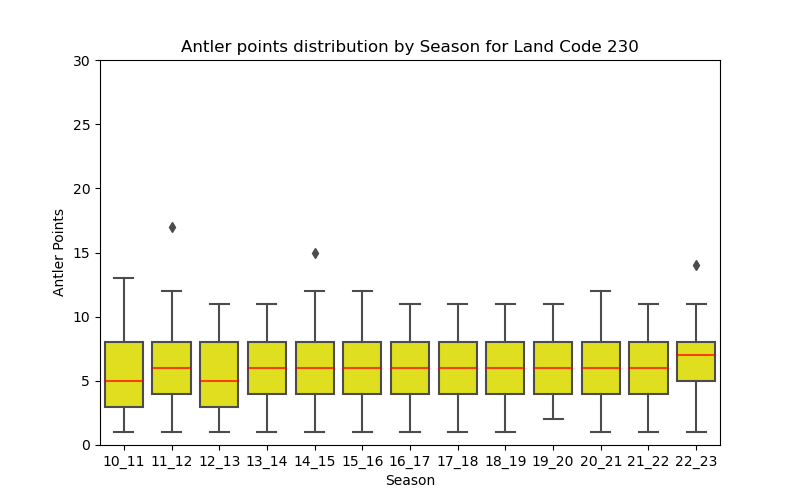 Antler points distribution by Season for Land Code 230
30
25
20
15
10
5
0
Antler Points
10_11 11_12 12_13 13_14 14_15 15_16 16_17 17_18 18_19 19_20 20_21 21_22 22_23
Season